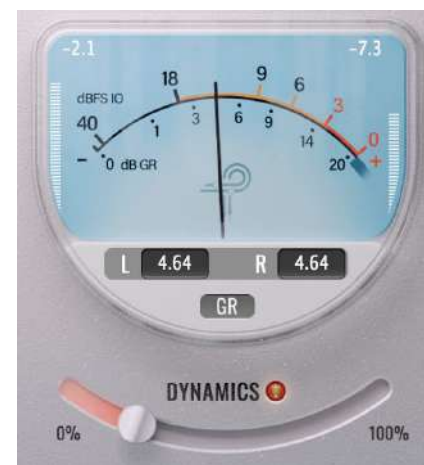 -2.1 -7.3
18 9 6
dBFS IO 3
40 1 3 6 9 14 0
- 0 dB GR 20 +
L 4.64 R 4.64
GR
DYNAMICS
0% 100%